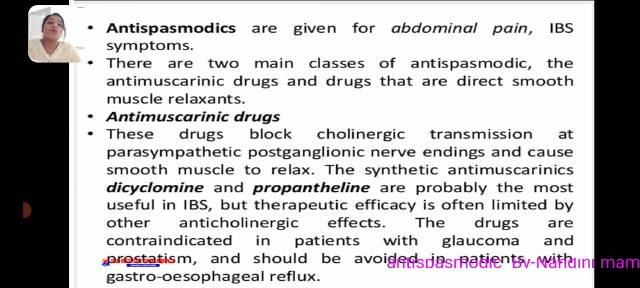 • Antispasmodics are given for abdominal pain, IBS
symptoms.
• There are two main classes of antispasmodic, the
antimuscarinic drugs and drugs that are direct smooth
muscle relaxants.
• Antimuscarinic drugs
• These drugs block cholinergic transmission at
parasympathetic postganglionic nerve endings and cause
smooth muscle to relax. The synthetic antimuscarinics
dicyclomine and propantheline are probably the most
useful in IBS, but therapeutic efficacy is often limited by
other anticholinergic effects. The drugs are
contraindicated in patients with glaucoma and
prostatism, and should be avoided in patients with
antisbasmodic By-Nandini mam
gastro-oesophageal reflux.